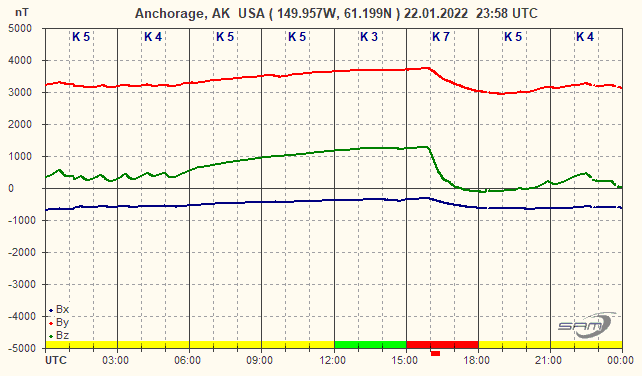 nT Anchorage, AK USA ( 149.957W, 61.199N ) 22.01.2022 23:58 UTC
K 5 K 4 K 5 K 5 K 3 K 7 K 5 K 4
5000
4000
3000
2000
1000
0
-1000
-2000
-3000
-4000
-5000
Bx
By
Bz
SAM
UTC 03:00 06:00 09:00 12:00 15:00 18:00 21:00 00:00